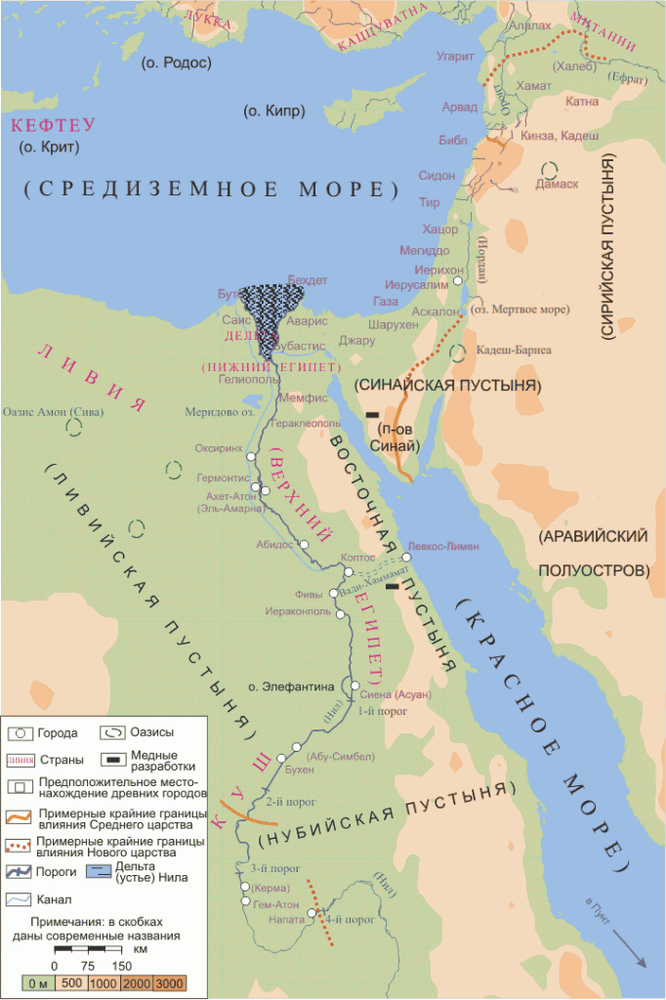 ЛУККА
КАЦЦУВАТНА
МИТАННИ
Алалах
(о. Родос)
Угарит
(Халеб)
(Ефрат)
Хамат
Оронт
(о. Кипр)
Арвад
Катна
КЕФТЕУ
(о. Крит)
Библ
Кинза, Кадеш
(СРЕДИЗЕМНОЕ МОРЕ)
Сидон
Дамаск
Тир
(СИРИЙСКАЯ ПУСТЫНЯ)
Хацор
(Иордан)
Мегиддо
Иерихон
Бехдет
Иерусалим
Бут
Газа
Аскалон
(оз. Мертвое море)
Саис
Аварис
Шарухен
ДЕЛЬТА
Джару
Бубастис
Кадеш-Барнеа
ЛИВИЯ
(НИЖНИЙ ЕГИПЕТ)
Гелиополь
(СИНАЙСКАЯ ПУСТЫНЯ)
Мемфис
Оазис Амон (Сива)
Меридово оз.
Гераклеополь
(п-ов
Синай)
Оксиринх
(ВЕРХНИЙ
ЕГИПЕТ)
ВОСТОЧНАЯ
ПУСТЫНЯ
Гермонтис
Ахет-Атон
(Эль-Амарна)
(ЛИВИЙСКАЯ ПУСТЫНЯ)
(АРАВИЙСКИЙ
ПОЛУОСТРОВ)
Абидос
Левкос-Лимен
Коптос
Вади-Хаммамат
Фивы
Иераконполь
(КРАСНОЕ МОРЕ)
о. Элефантина
Сиена (Асуан)
(Нил)
1-й порог
(Абу-Симбел)
Бухен
КУШ
2-й порог
(НУБИЙСКАЯ ПУСТЫНЯ)
3-й порог
(Керма)
(Нил)
Гем-Атон
Напата
4-й порог
в Пунт
Города
Оазисы
ЛИВИЯ
Страны
Медные
разработки
Предположительное место-
нахождение древних городов
Примерные крайние границы
влияния Среднего царства
Примерные крайние границы
влияния Нового царства
Пороги
Дельта
(устье) Нила
Канал
Примечания: в скобках
даны современные названия
км
0 75 150
0 м 500 1000 2000 3000